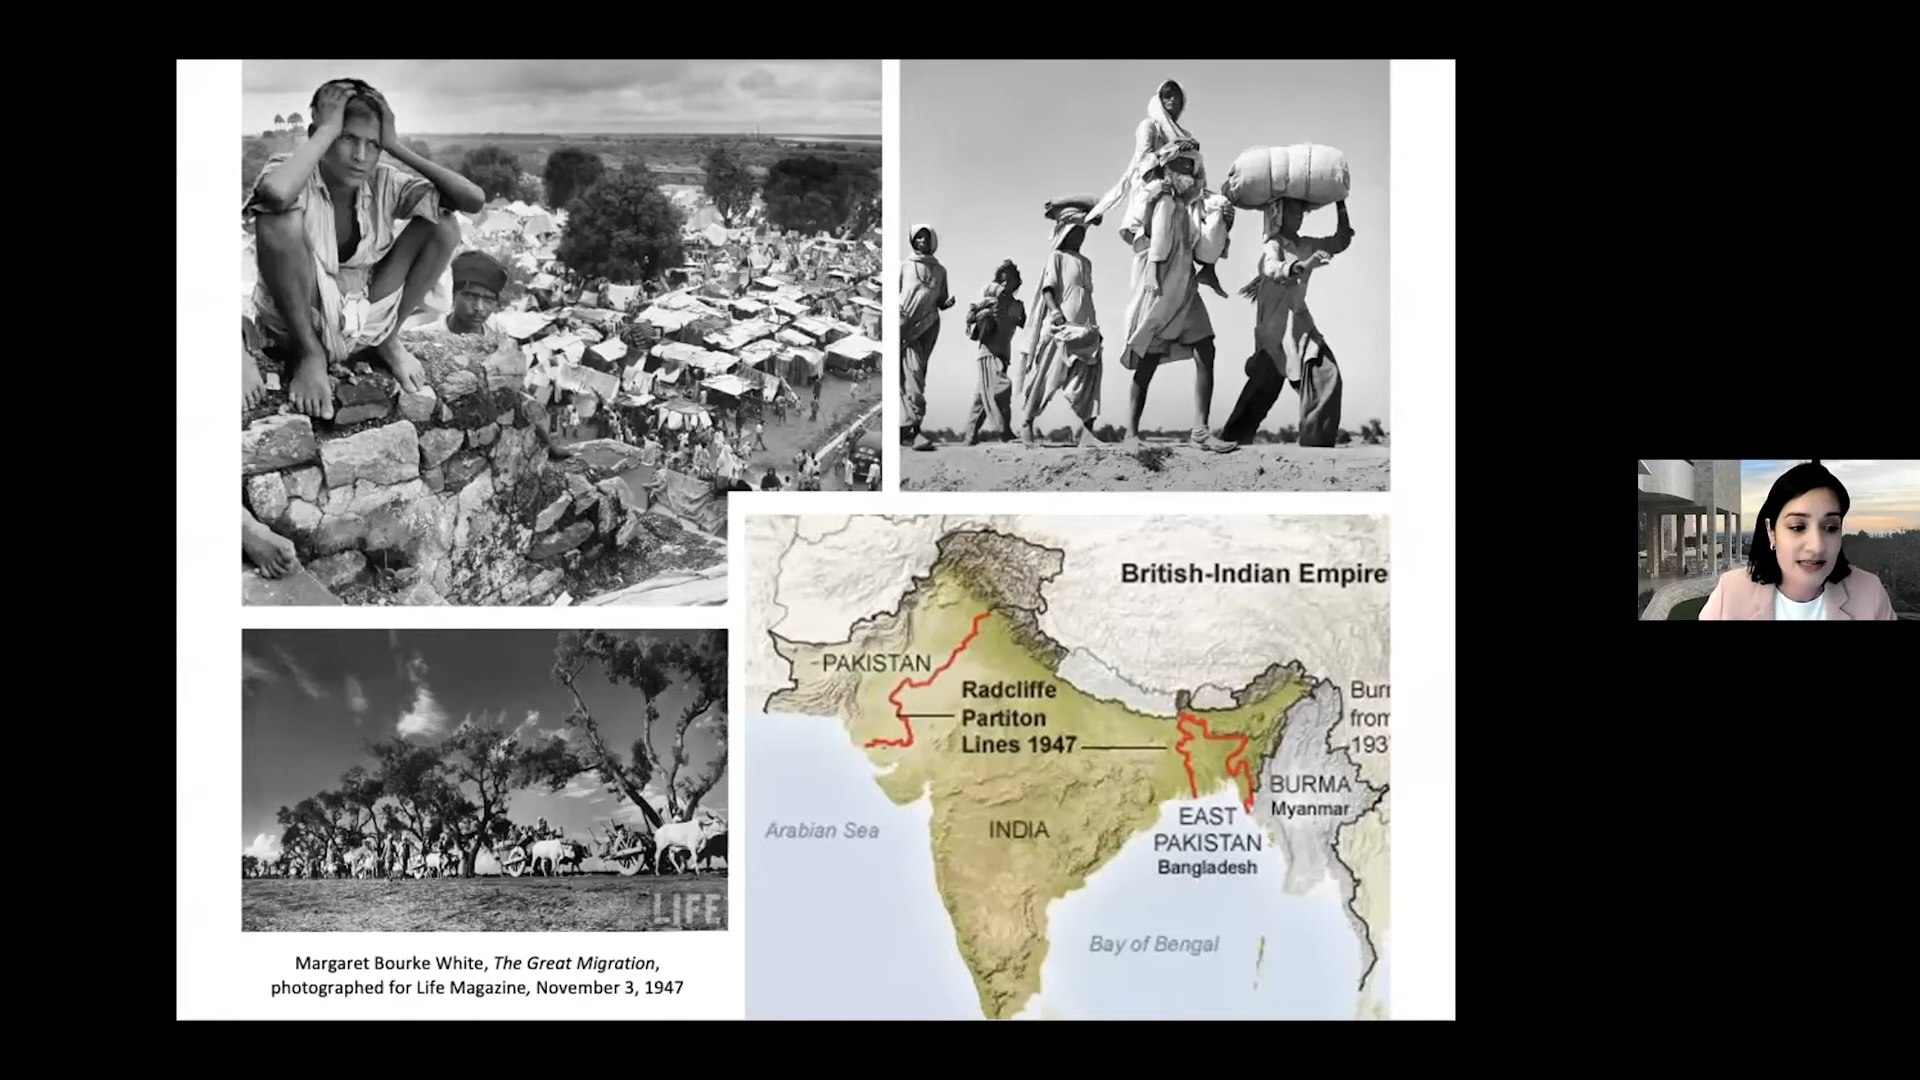 British-Indian Empire
PAKISTAN
Radcliffe
Partiton
Lines 1947
Burr
from
193
BURMA
Myanmar
Arabian Sea
INDIA
EAST
PAKISTAN
Bangladesh
Bay of Bengal
LIFE
Margaret Bourke White, The Great Migration,
photographed for Life Magazine, November 3, 1947